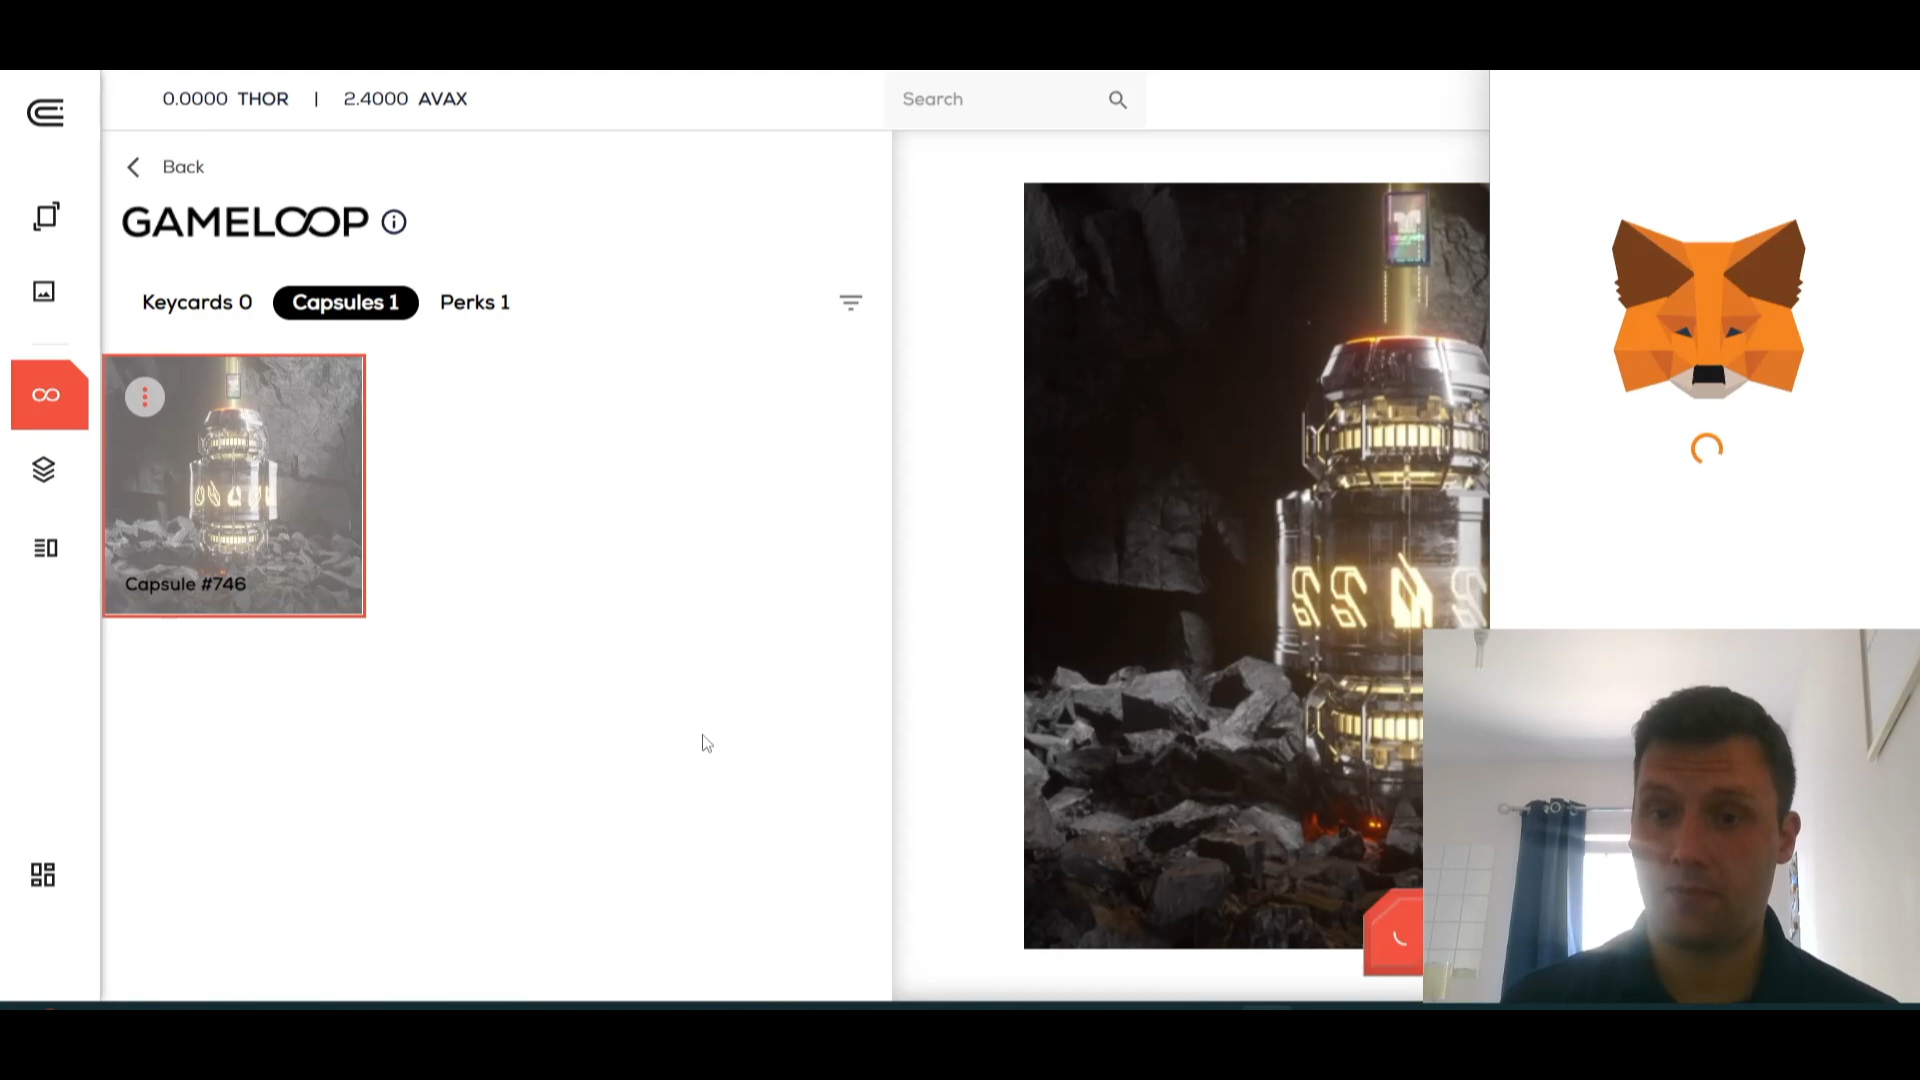 0.0000 THOR | 2.4000 AVAX
Search
Back
GAMELOOP
Keycards 0 Capsules 1 Perks 1
Capsule #746